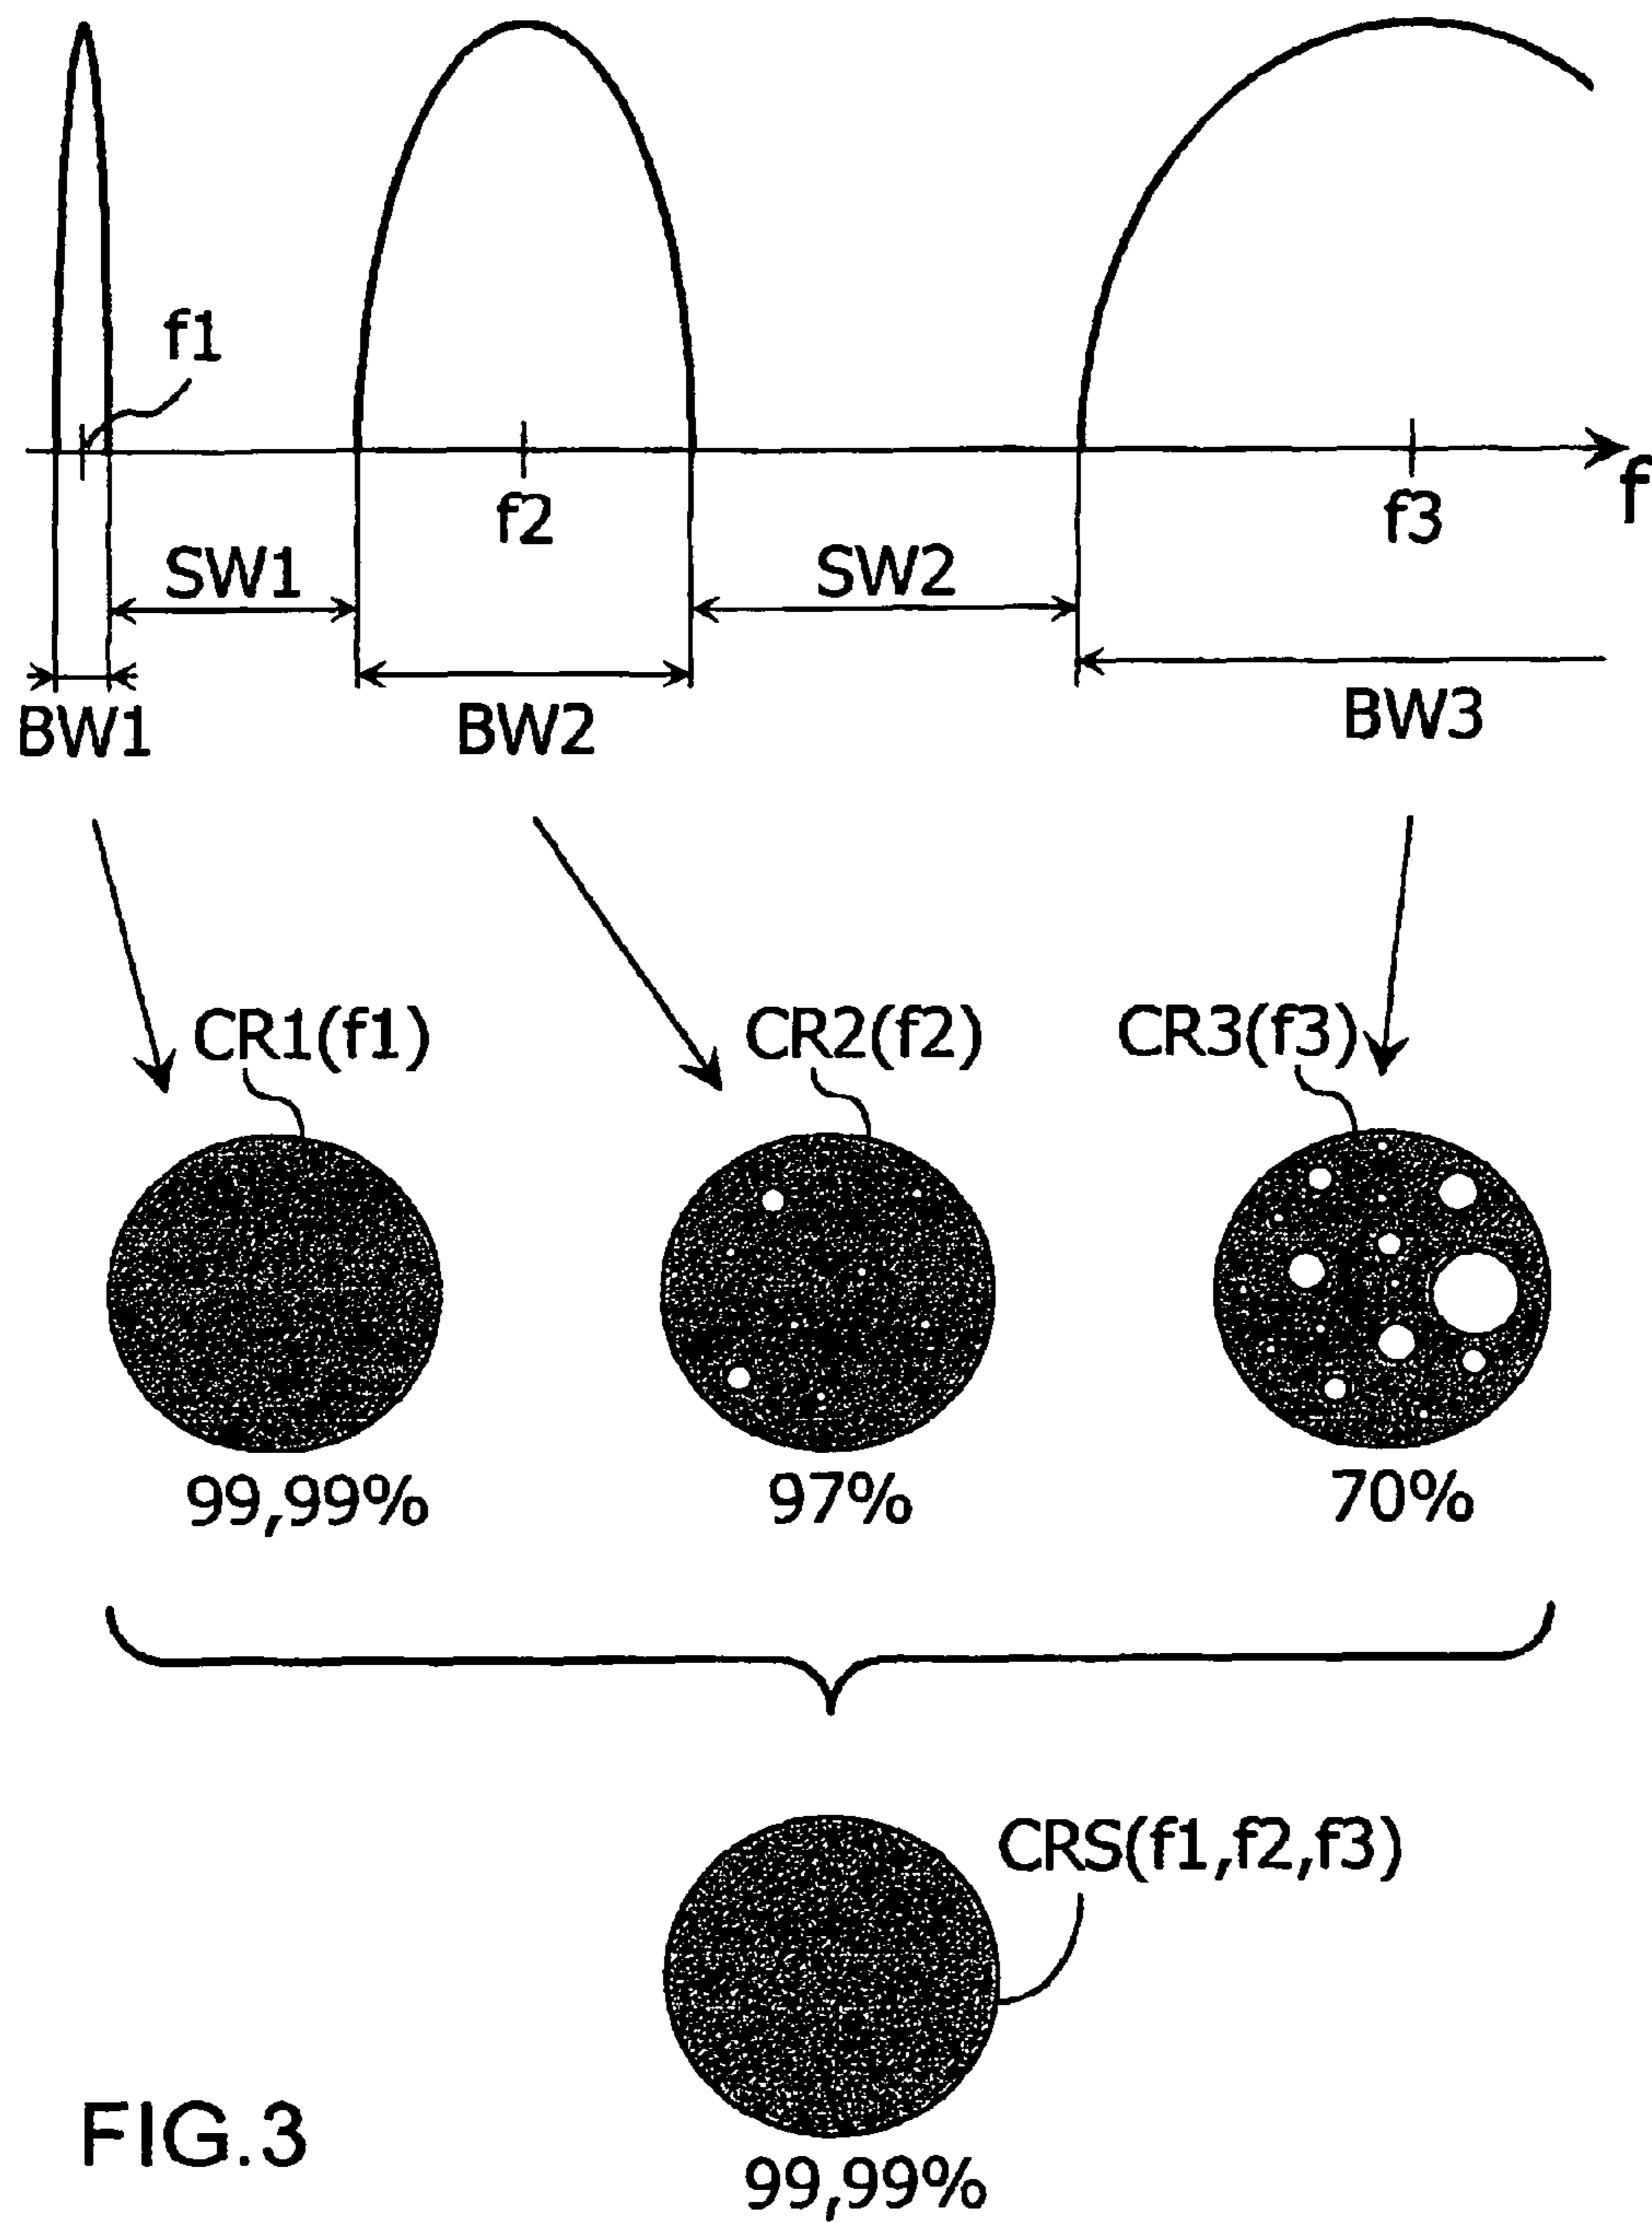 f1
f
f2
f3
SW1
SW2
BW1
BW2
BW3
CR1(f1)
CR2(f2)
CR3(f3)
99,99%
97%
70%
CRS(f1,f2,f3)
FIG.3
99,99%